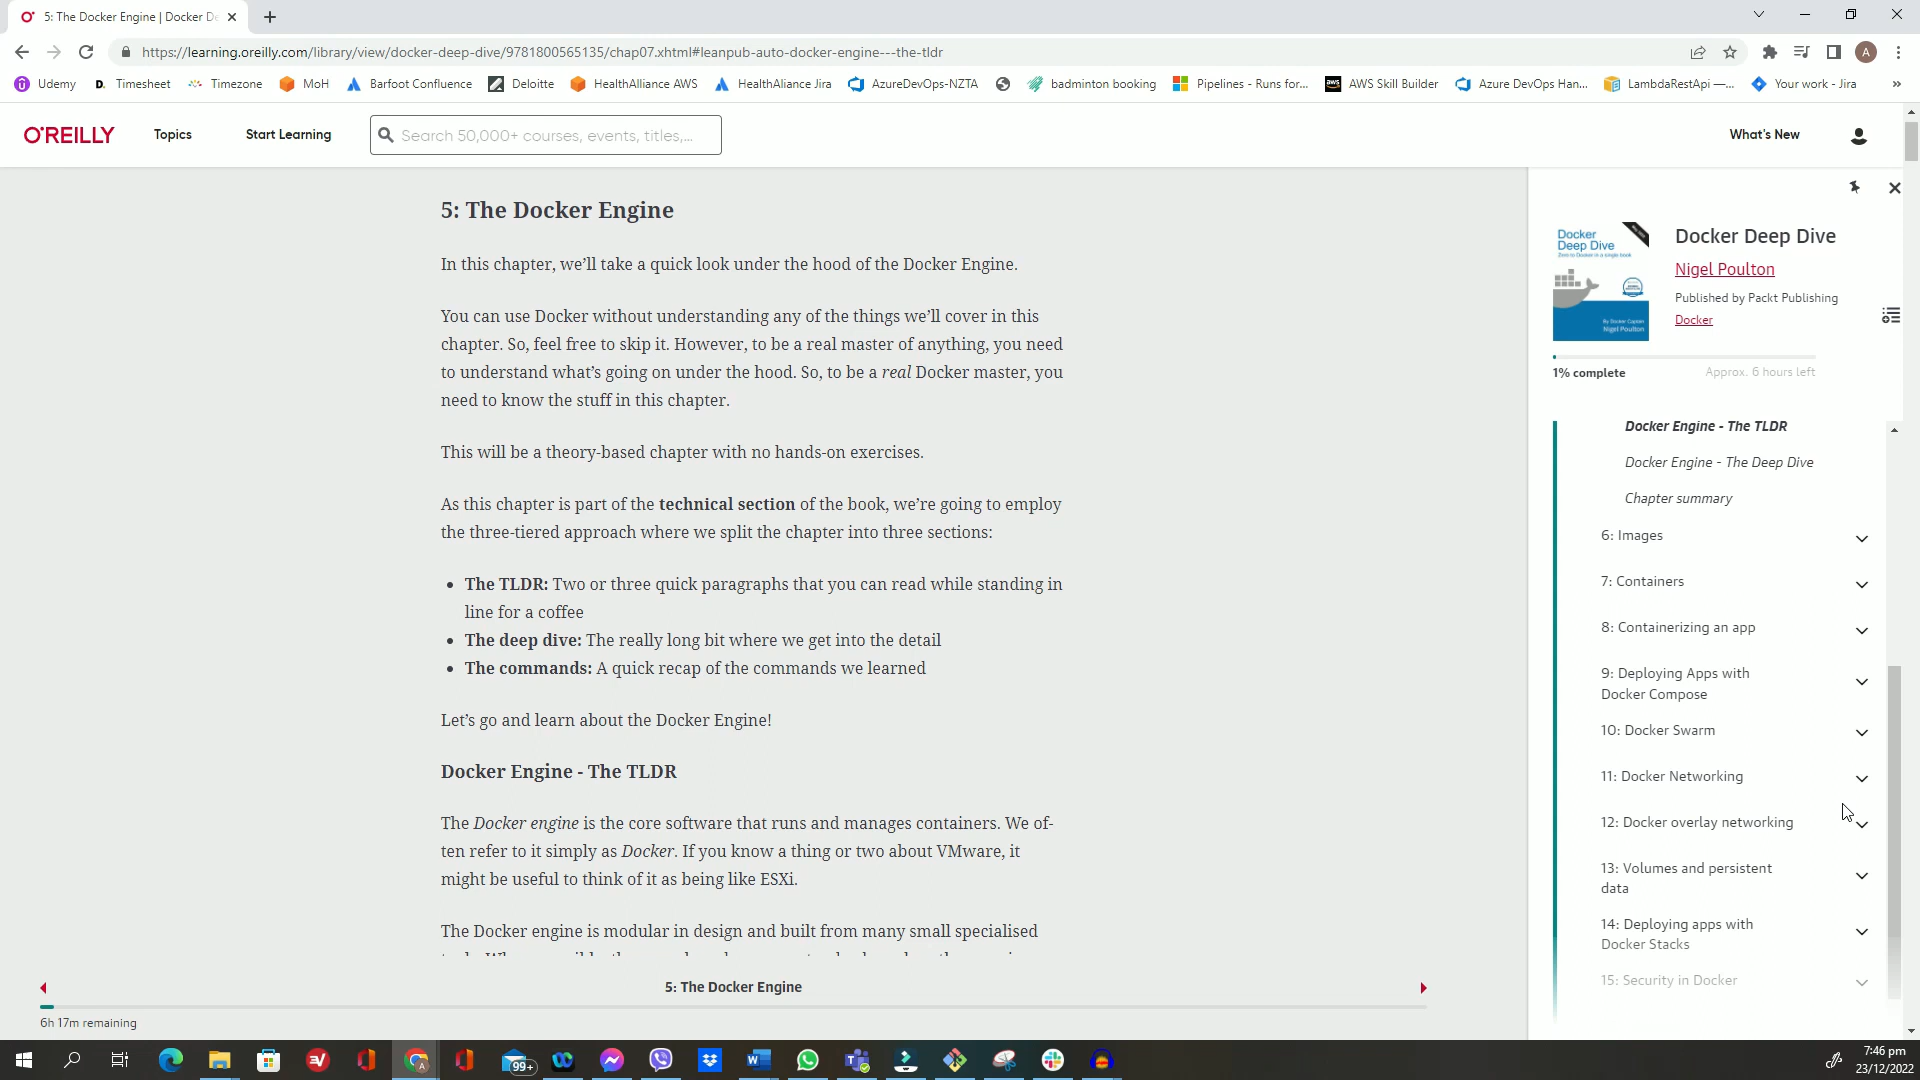 5: The Docker Engine | Docker De
https://learning.oreilly.com/library/view/docker-deep-dive/9781800565135/chap07.xhtml#leanpub-auto-docker-engine---the-tldr
A
Udemy
D. Timesheet
Timezone
MoH
Barfoot Confluence
Deloitte
HealthAlliance AWS
HealthAlliance Jira
AzureDevOps-NZTA
badminton booking
Pipelines - Runs for...
aws AWS Skill Builder
Azure DevOps Han...
LambdaRestApi —...
Your work - Jira
»
O'REILLY
Topics
Start Learning
Search 50,000+ courses, events, titles,...
What's New
5: The Docker Engine
In this chapter, we’ll take a quick look under the hood of the Docker Engine.
You can use Docker without understanding any of the things we’ll cover in this
chapter. So, feel free to skip it. However, to be a real master of anything, you need
to understand what’s going on under the hood. So, to be a real Docker master, you
need to know the stuff in this chapter.
This will be a theory-based chapter with no hands-on exercises.
As this chapter is part of the technical section of the book, we’re going to employ
the three-tiered approach where we split the chapter into three sections:
• The TLDR: Two or three quick paragraphs that you can read while standing in
line for a coffee
• The deep dive: The really long bit where we get into the detail
• The commands: A quick recap of the commands we learned
Let’s go and learn about the Docker Engine!
Docker Engine - The TLDR
The Docker engine is the core software that runs and manages containers. We of-
ten refer to it simply as Docker. If you know a thing or two about VMware, it
might be useful to think of it as being like ESXi.
The Docker engine is modular in design and built from many small specialised
5: The Docker Engine
6h 17m remaining
Docker
Deep Dive
Zero to Docker in a single book
By Docker Captain
Nigel Poulton
Docker Deep Dive
Nigel Poulton
Published by Packt Publishing
Docker
1% complete
Approx. 6 hours left
Docker Engine - The TLDR
Docker Engine - The Deep Dive
Chapter summary
6: Images
7: Containers
8: Containerizing an app
9: Deploying Apps with
Docker Compose
10: Docker Swarm
11: Docker Networking
12: Docker overlay networking
13: Volumes and persistent
data
14: Deploying apps with
Docker Stacks
15: Security in Docker
99+
7:46 pm
23/12/2022